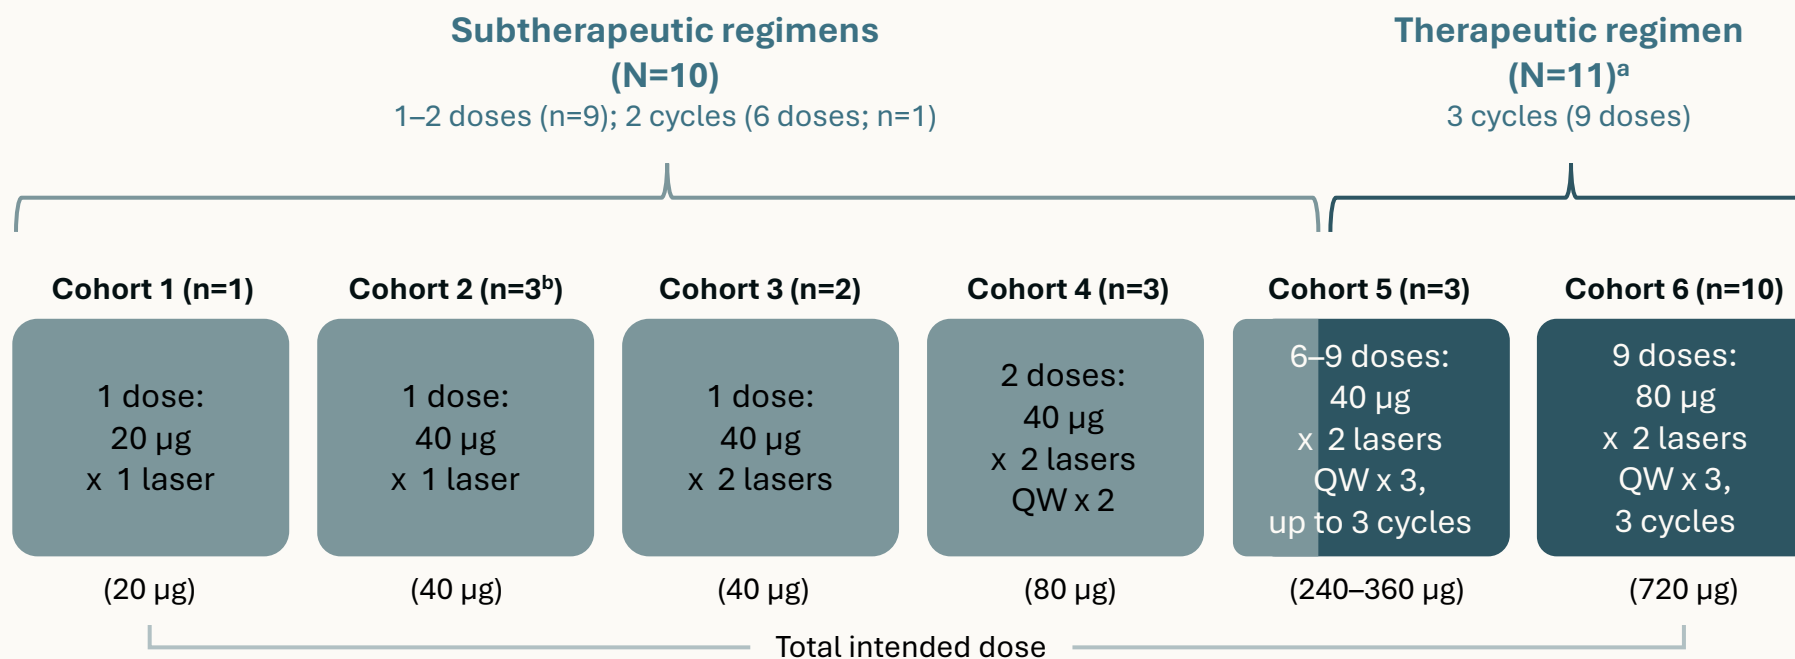 Subtherapeutic regimens
(N=10)
1–2 doses (n=9); 2 cycles (6 doses; n=1)
Therapeutic regimen
(N=11)ᵃ
3 cycles (9 doses)
Cohort 1 (n=1)
1 dose:
20 µg
x 1 laser
(20 µg)
Cohort 2 (n=3ᵇ)
1 dose:
40 µg
x 1 laser
(40 µg)
Cohort 3 (n=2)
1 dose:
40 µg
x 2 lasers
(40 µg)
Cohort 4 (n=3)
2 doses:
40 µg
x 2 lasers
QW x 2
(80 µg)
Cohort 5 (n=3)
6–9 doses:
40 µg
x 2 lasers
QW x 3,
up to 3 cycles
(240–360 µg)
Cohort 6 (n=10)
9 doses:
80 µg
x 2 lasers
QW x 3,
3 cycles
(720 µg)
Total intended dose